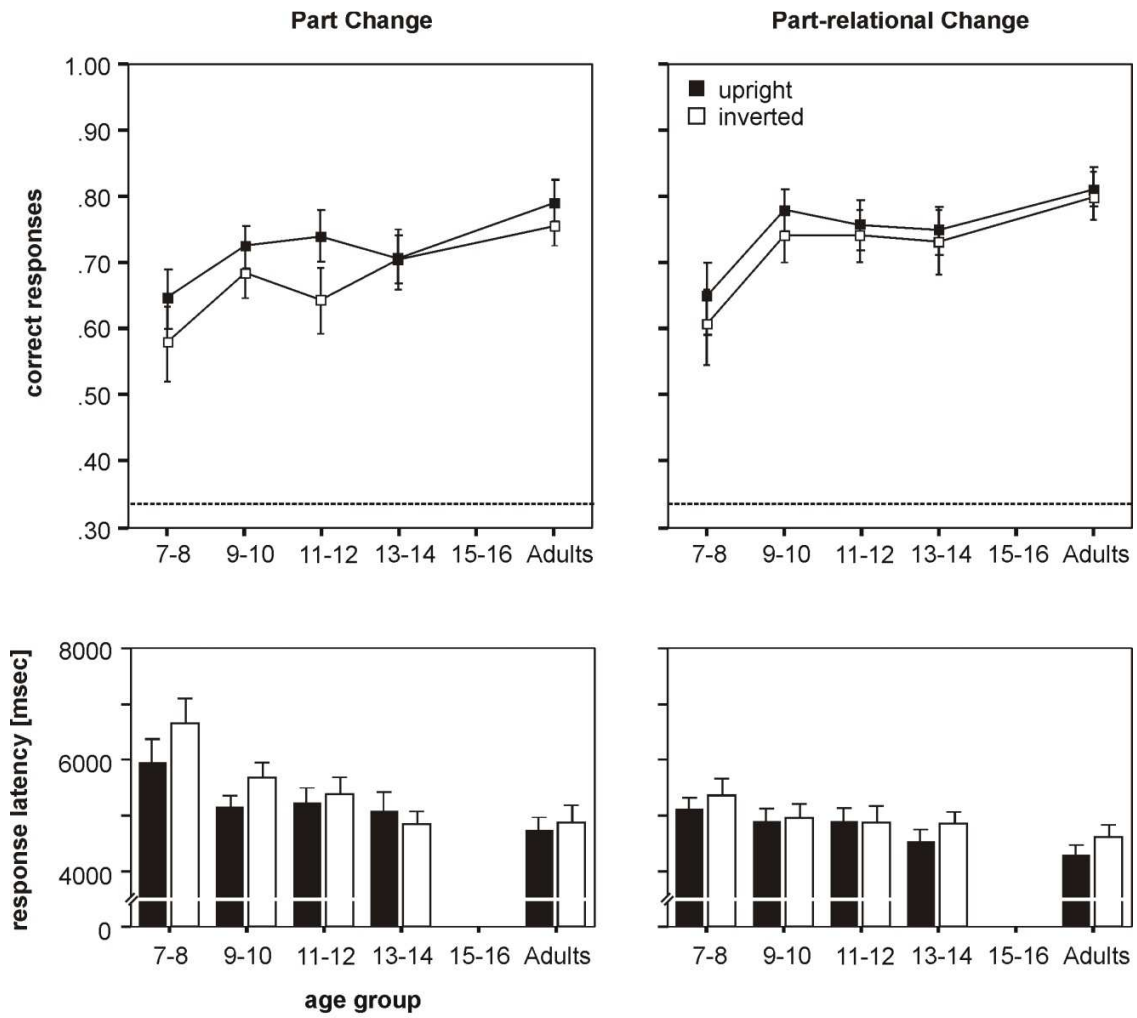 Part Change
Part-relational Change
correct responses
1.00
.90
.80
.70
.60
.50
.40
.30
upright
inverted
7-8 9-10 11-12 13-14 15-16 Adults
7-8 9-10 11-12 13-14 15-16 Adults
response latency [msec]
8000
6000
4000
0
7-8 9-10 11-12 13-14 15-16 Adults
7-8 9-10 11-12 13-14 15-16 Adults
age group